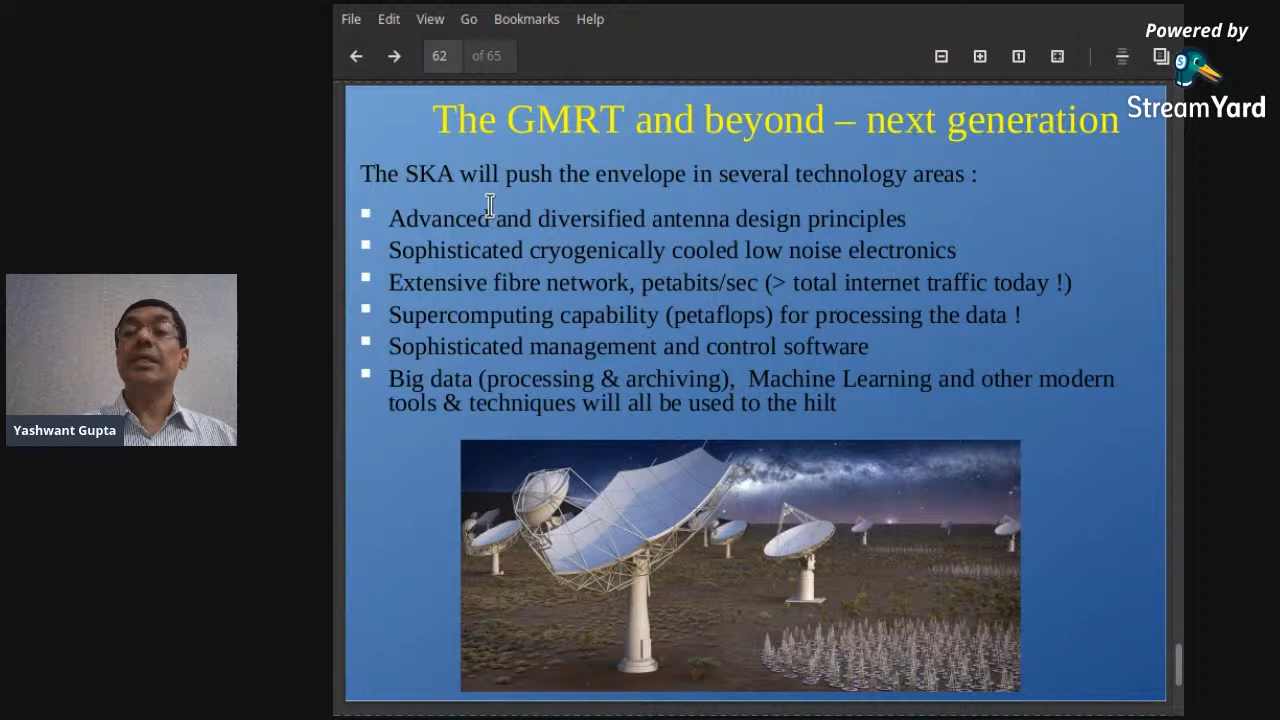 File Edit View Go Bookmarks Help
62 of 65
Powered by
StreamYard
The GMRT and beyond – next generation
The SKA will push the envelope in several technology areas :
Advanced and diversified antenna design principles
Sophisticated cryogenically cooled low noise electronics
Extensive fibre network, petabits/sec (> total internet traffic today !)
Supercomputing capability (petaflops) for processing the data !
Sophisticated management and control software
Big data (processing & archiving), Machine Learning and other modern
tools & techniques will all be used to the hilt
Yashwant Gupta